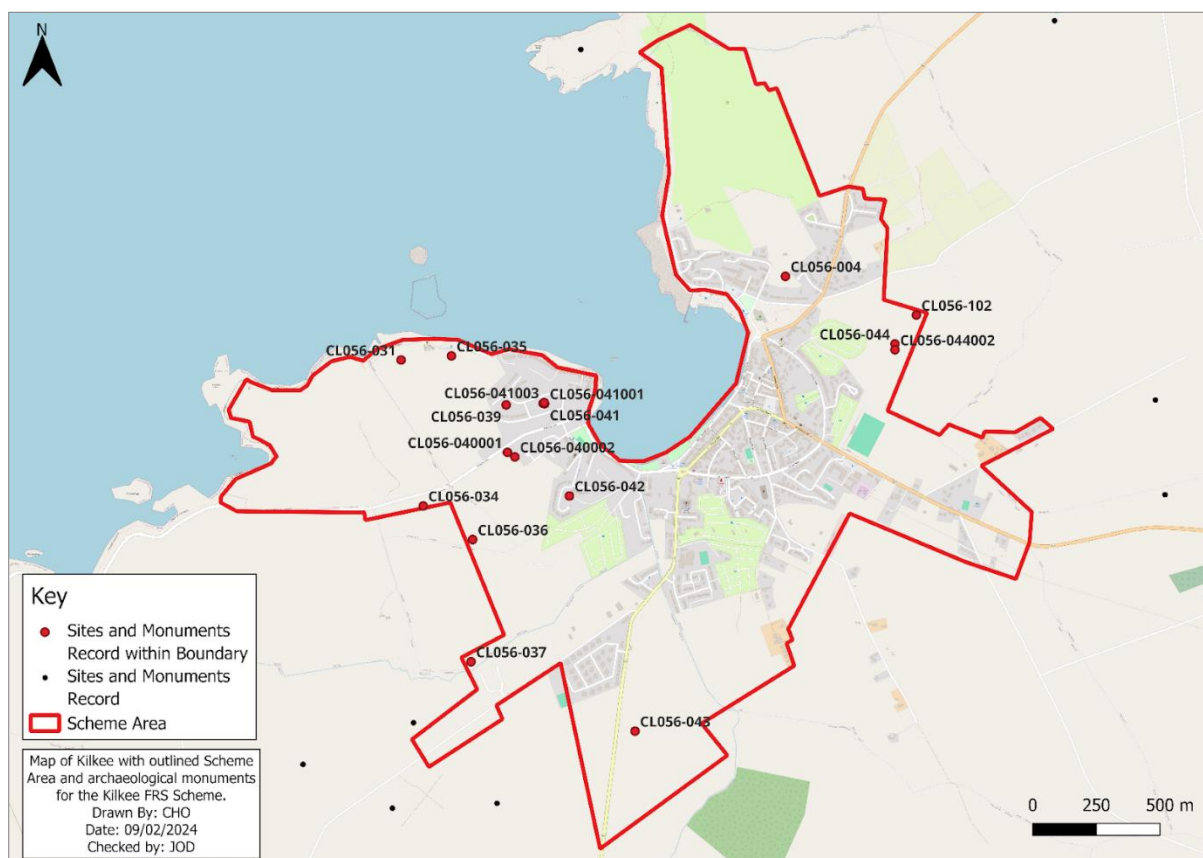 N
CL056-004
CL056-102
CL056-044
CL056-044002
CL056-031
CL056-035
CL056-041003
CL056-041001
CL056-039
CL056-041
CL056-040001
CL056-040002
CL056-042
CL056-034
CL056-036
CL056-037
CL056-043
Key
Sites and Monuments
Record within Boundary
Sites and Monuments
Record
Scheme Area
Map of Kilkee with outlined Scheme
Area and archaeological monuments
for the Kilkee FRS Scheme.
Drawn By: CHO
Date: 09/02/2024
Checked by: JOD
0 250 500 m